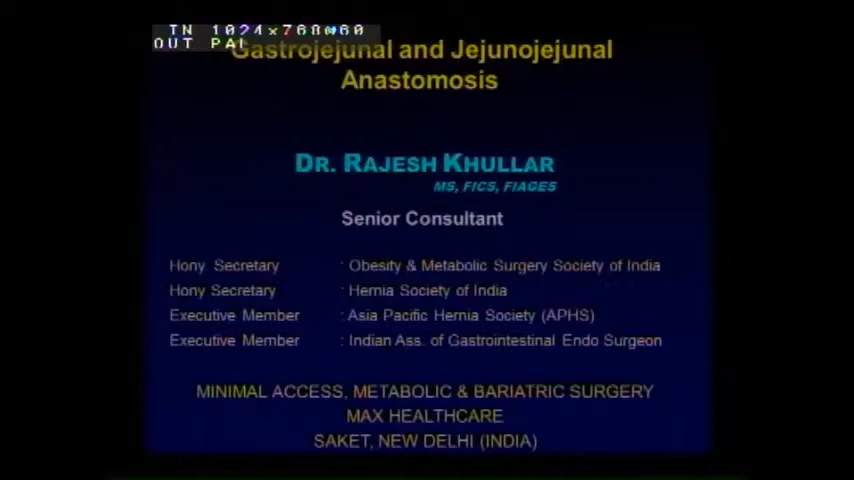 TN 1024x768@60
OUT PAL
Gastrojejunal and Jejunojejunal
Anastomosis
DR. RAJESH KHULLAR
MS, FICS, FIAGES
Senior Consultant
Hony. Secretary : Obesity & Metabolic Surgery Society of India
Hony Secretary : Hernia Society of India
Executive Member : Asia Pacific Hernia Society (APHS)
Executive Member : Indian Ass. of Gastrointestinal Endo Surgeon
MINIMAL ACCESS, METABOLIC & BARIATRIC SURGERY
MAX HEALTHCARE
SAKET, NEW DELHI (INDIA)